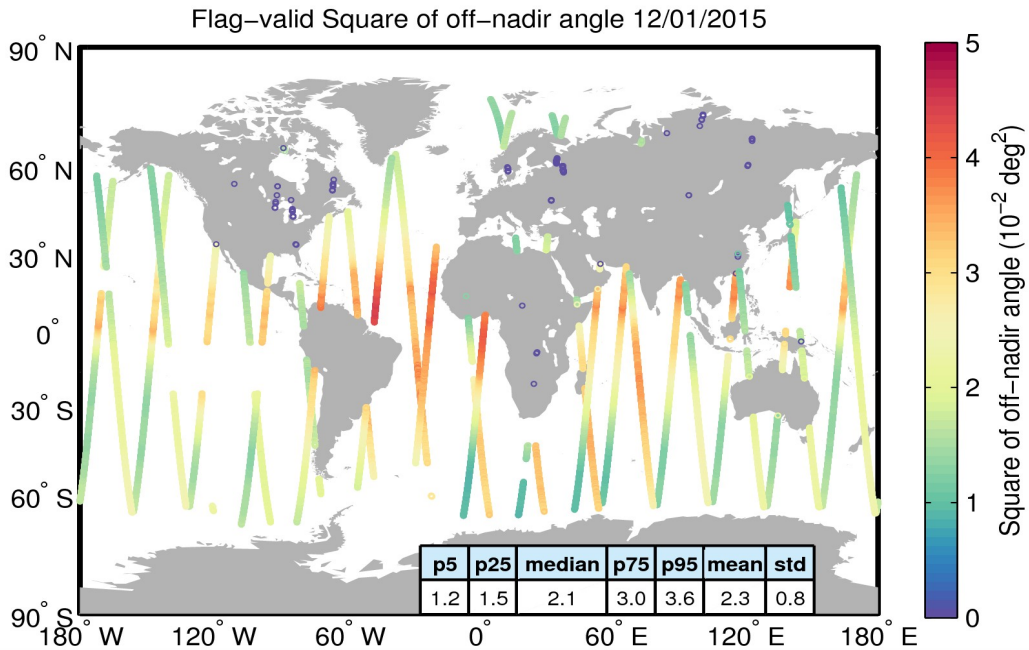 Flag−valid Square of off−nadir angle 12/01/2015
90° N
60° N
30° N
0°
30° S
60° S
90° S
180° W 120° W 60° W 0° 60° E 120° E 180° E
p5 p25 median p75 p95 mean std
1.2 1.5 2.1 3.0 3.6 2.3 0.8
5
4
3
2
1
0
Square of off−nadir angle (10⁻² deg²)